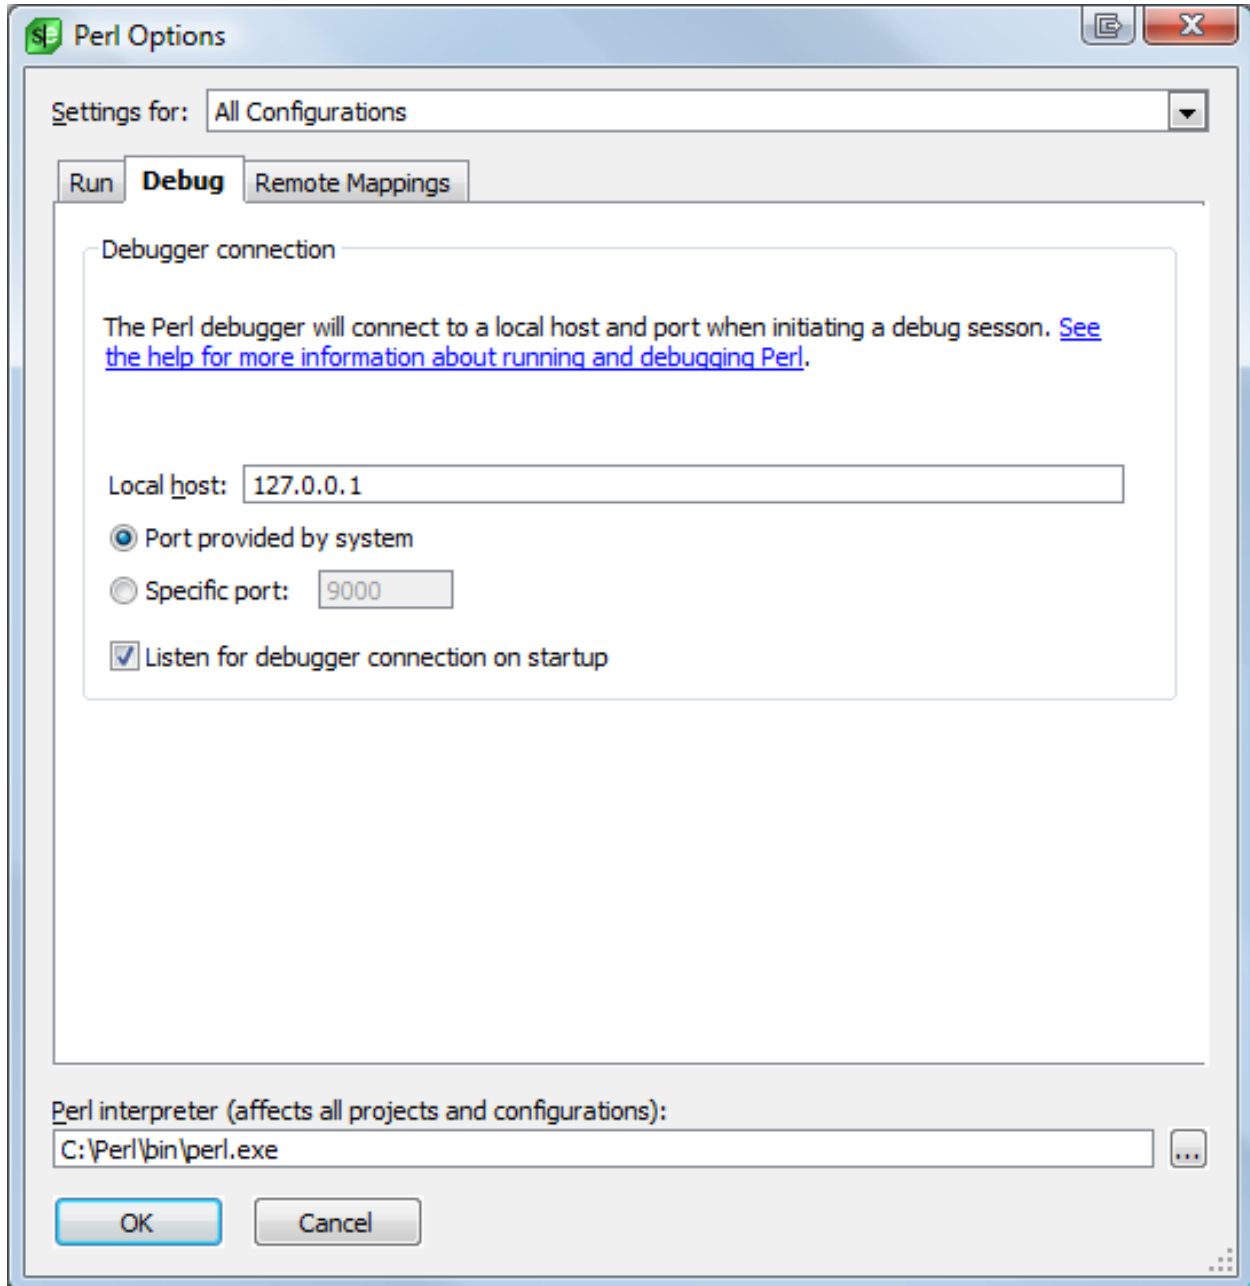 Perl Options
Settings for: All Configurations
Run Debug Remote Mappings
Debugger connection
The Perl debugger will connect to a local host and port when initiating a debug sesson. See
the help for more information about running and debugging Perl.
Local host: 127.0.0.1
Port provided by system
Specific port: 9000
Listen for debugger connection on startup
Perl interpreter (affects all projects and configurations):
C:\Perl\bin\perl.exe ...
OK Cancel